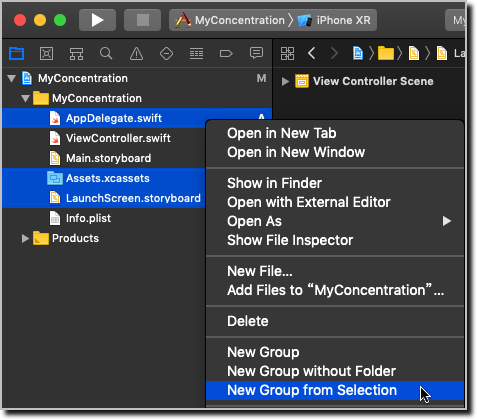 MyConcentration
iPhone XR
My
La
MyConcentration
M
View Controller Scene
MyConcentration
AppDelegate.swift
A
ViewController.swift
Open in New Tab
Main.storyboard
Open in New Window
Assets.xcassets
Show in Finder
LaunchScreen.storyboard
Open with External Editor
Info.plist
Open As
Products
Show File Inspector
New File...
Add Files to “MyConcentration”...
Delete
New Group
New Group without Folder
New Group from Selection